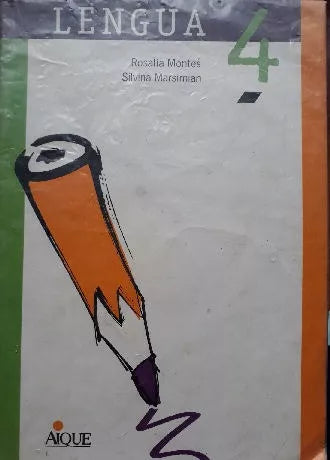 LENGUA 4
Rosalía Montes
Silvina Marsimian
AIQUE